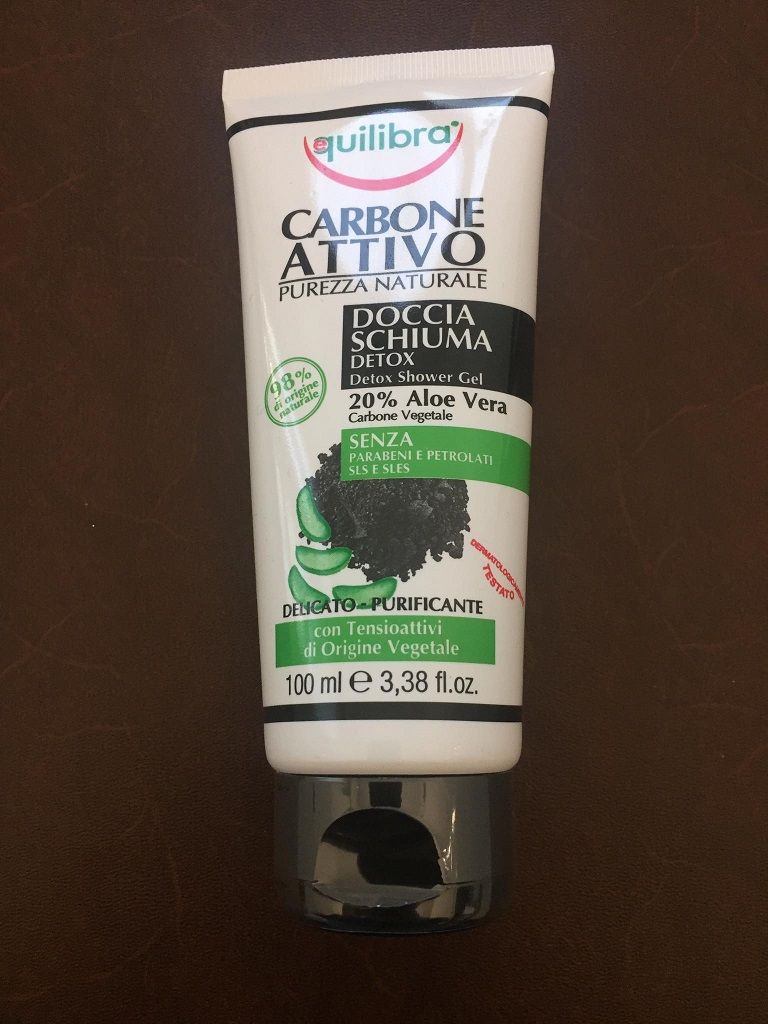 equilibra
CARBONE
ATTIVO
PUREZZA NATURALE
DOCCIA
SCHIUMA
DETOX
Detox Shower Gel
98%
di origine
naturale
20% Aloe Vera
Carbone Vegetale
SENZA
PARABENI E PETROLATI
SLS E SLES
TESTATO
DELICATO - PURIFICANTE
con Tensioattivi
di Origine Vegetale
100 ml e 3,38 fl.oz.